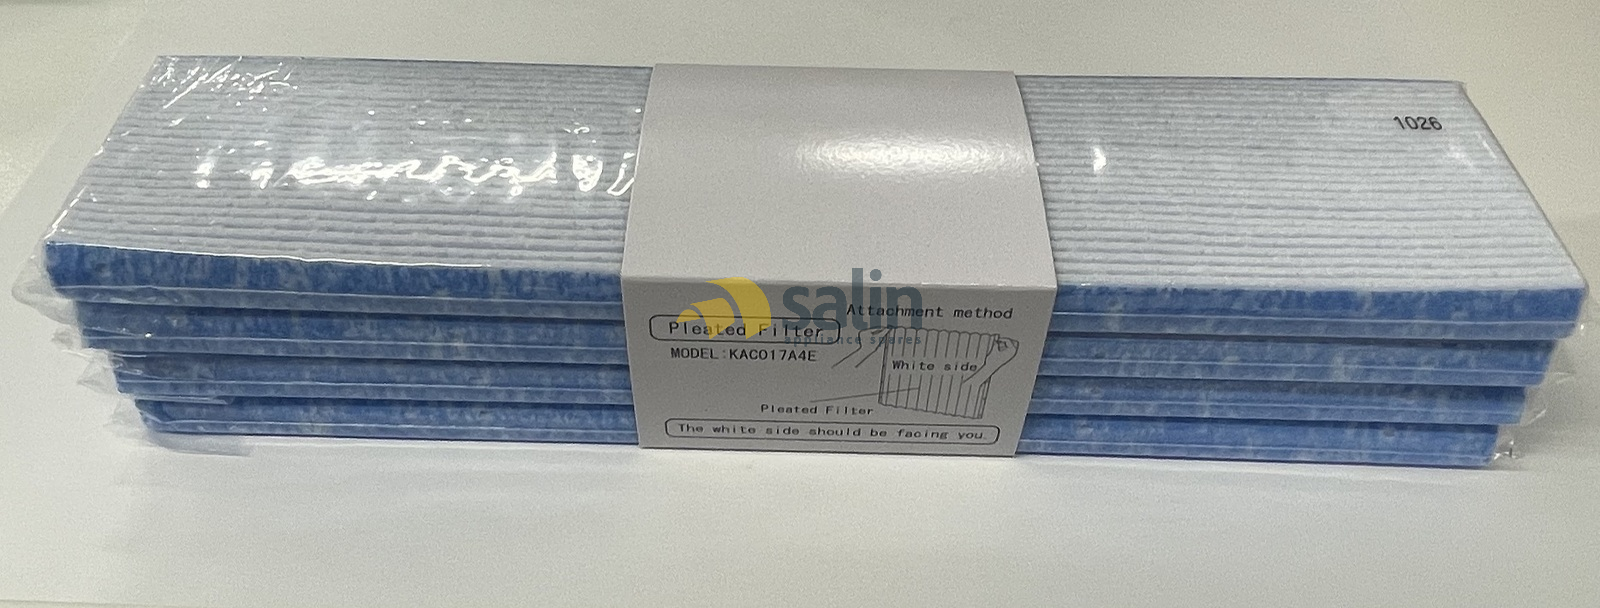 1026
salin
appliance spares
Attachment method
Pleated Filter
MODEL:KAC017A4E
White side
Pleated Filter
The white side should be facing you.